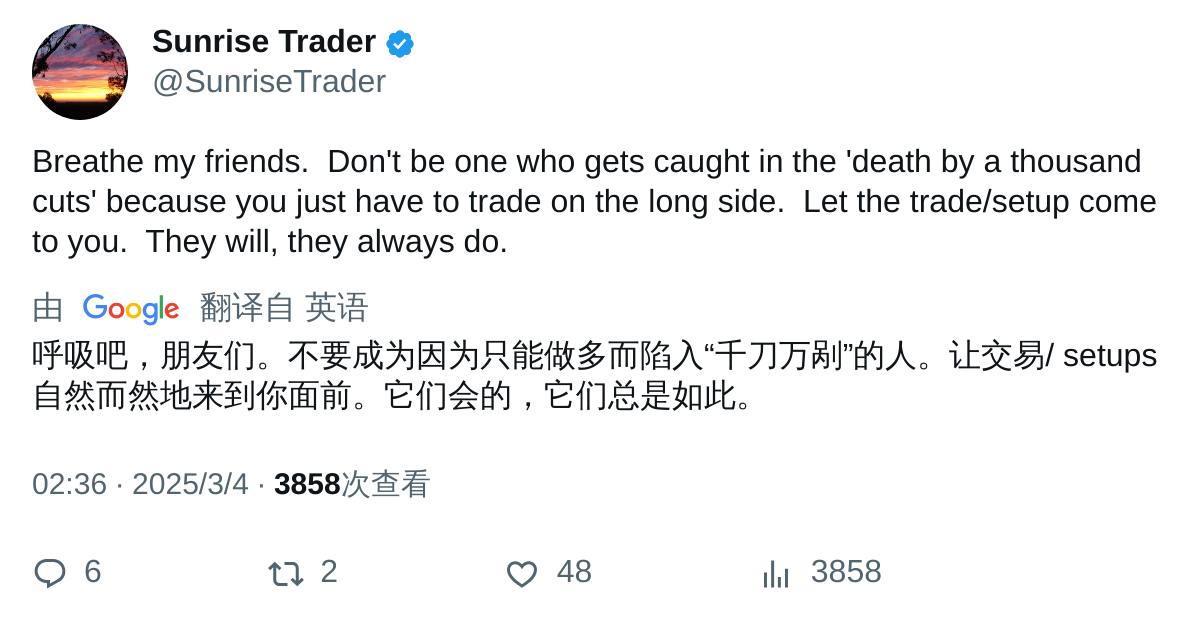 Sunrise Trader
@SunriseTrader
Breathe my friends.  Don't be one who gets caught in the 'death by a thousand
cuts' because you just have to trade on the long side.  Let the trade/setup come
to you.  They will, they always do.
由 Google 翻译自 英语
呼吸吧，朋友们。不要成为因为只能做多而陷入“千刀万剐”的人。让交易/ setups
自然而然地来到你面前。它们会的，它们总是如此。
02:36 · 2025/3/4 · 3858次查看
6 2 48 3858